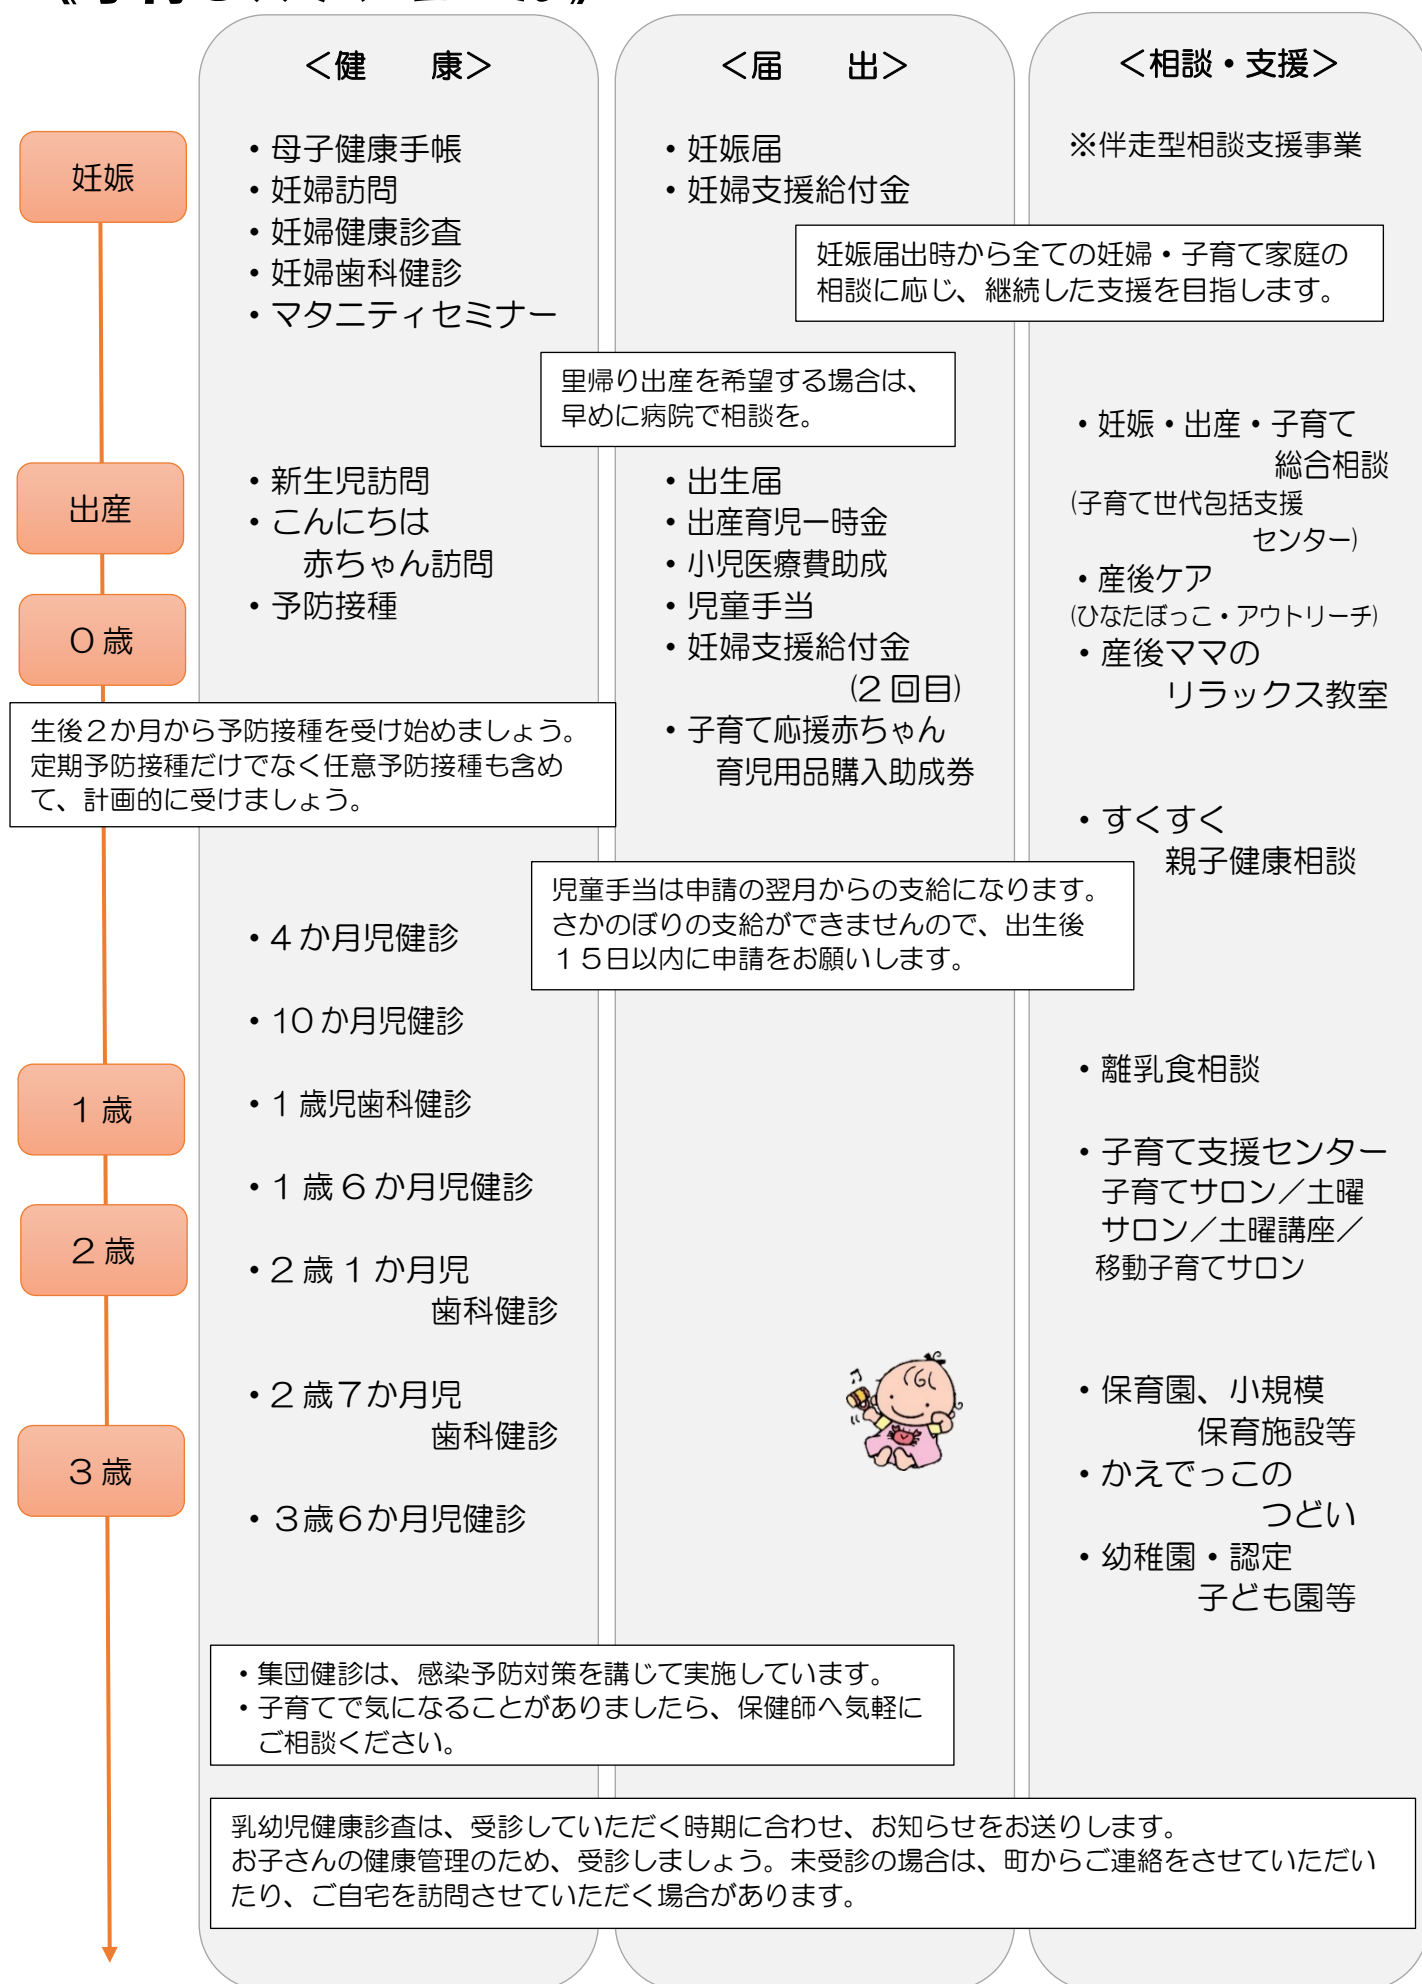 ＜健　　康＞
・母子健康手帳
・妊婦訪問
・妊婦健康診査
・妊婦歯科健診
・マタニティセミナー
・新生児訪問
・こんにちは
赤ちゃん訪問
・予防接種
・4か月児健診
・10か月児健診
・1歳児歯科健診
・1歳6か月児健診
・2歳1か月児
歯科健診
・2歳7か月児
歯科健診
・3歳6か月児健診
＜届　　出＞
・妊娠届
・妊婦支援給付金
・出生届
・出産育児一時金
・小児医療費助成
・児童手当
・妊婦支援給付金
(2回目)
・子育て応援赤ちゃん
育児用品購入助成券
＜相談・支援＞
※伴走型相談支援事業
妊娠届出時から全ての妊婦・子育て家庭の
相談に応じ、継続した支援を目指します。
・妊娠・出産・子育て
総合相談
(子育て世代包括支援
センター)
・産後ケア
(ひなたぼっこ・アウトリーチ)
・産後ママの
リラックス教室
・すくすく
親子健康相談
・離乳食相談
・子育て支援センター
子育てサロン／土曜
サロン／土曜講座／
移動子育てサロン
・保育園、小規模
保育施設等
・かえでっこの
つどい
・幼稚園・認定
子ども園等
妊娠
出産
0歳
1歳
2歳
3歳
里帰り出産を希望する場合は、
早めに病院で相談を。
生後２か月から予防接種を受け始めましょう。
定期予防接種だけでなく任意予防接種も含め
て、計画的に受けましょう。
児童手当は申請の翌月からの支給になります。
さかのぼりの支給ができませんので、出生後
１５日以内に申請をお願いします。
・集団健診は、感染予防対策を講じて実施しています。
・子育てで気になることがありましたら、保健師へ気軽に
ご相談ください。
乳幼児健康診査は、受診していただく時期に合わせ、お知らせをお送りします。
お子さんの健康管理のため、受診しましょう。未受診の場合は、町からご連絡をさせていただい
たり、ご自宅を訪問させていただく場合があります。